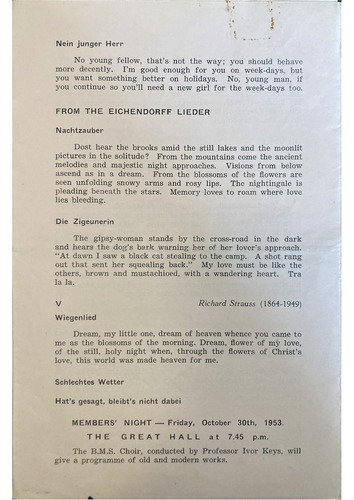 Nein junger Herr
No young fellow, that's not the way; you should behave
more decently. I'm good enough for you on week-days, but
you want something better on holidays. No, young man, if
you continue so you'll need a new girl for the week-days too.
FROM THE EICHENDORFF LIEDER
Nachtzauber
Dost hear the brooks amid the still lakes and the moonlit
pictures in the solitude? From the mountains come the ancient
melodies and majestic night approaches. Visions from below
ascend as in a dream. From the blossoms of the flowers are
seen unfolding snowy arms and rosy lips. The nightingale is
pleading beneath the stars. Memory loves to roam where love
lies bleeding.
Die Zigeunerin
The gipsy-woman stands by the cross-road in the dark
and hears the dog's bark warning her of her lover's approach.
"At dawn I saw a black cat stealing to the camp. A shot rang
out that sent her squealing back." My love must be like the
others, brown and mustachioed, with a wandering heart. Tra
la la.
V Richard Strauss (1864-1949)
Wiegenlied
Dream, my little one, dream of heaven whence you came to
me as the blossoms of the morning. Dream, flower of my love,
of the still, holy night when, through the flowers of Christ's
love, this world was made heaven for me.
Schlechtes Wetter
Hat's gesagt, bleibt's nicht dabei
MEMBERS' NIGHT — Friday, October 30th, 1953.
THE GREAT HALL at 7.45 p.m.
The B.M.S. Choir, conducted by Professor Ivor Keys, will
give a programme of old and modern works.